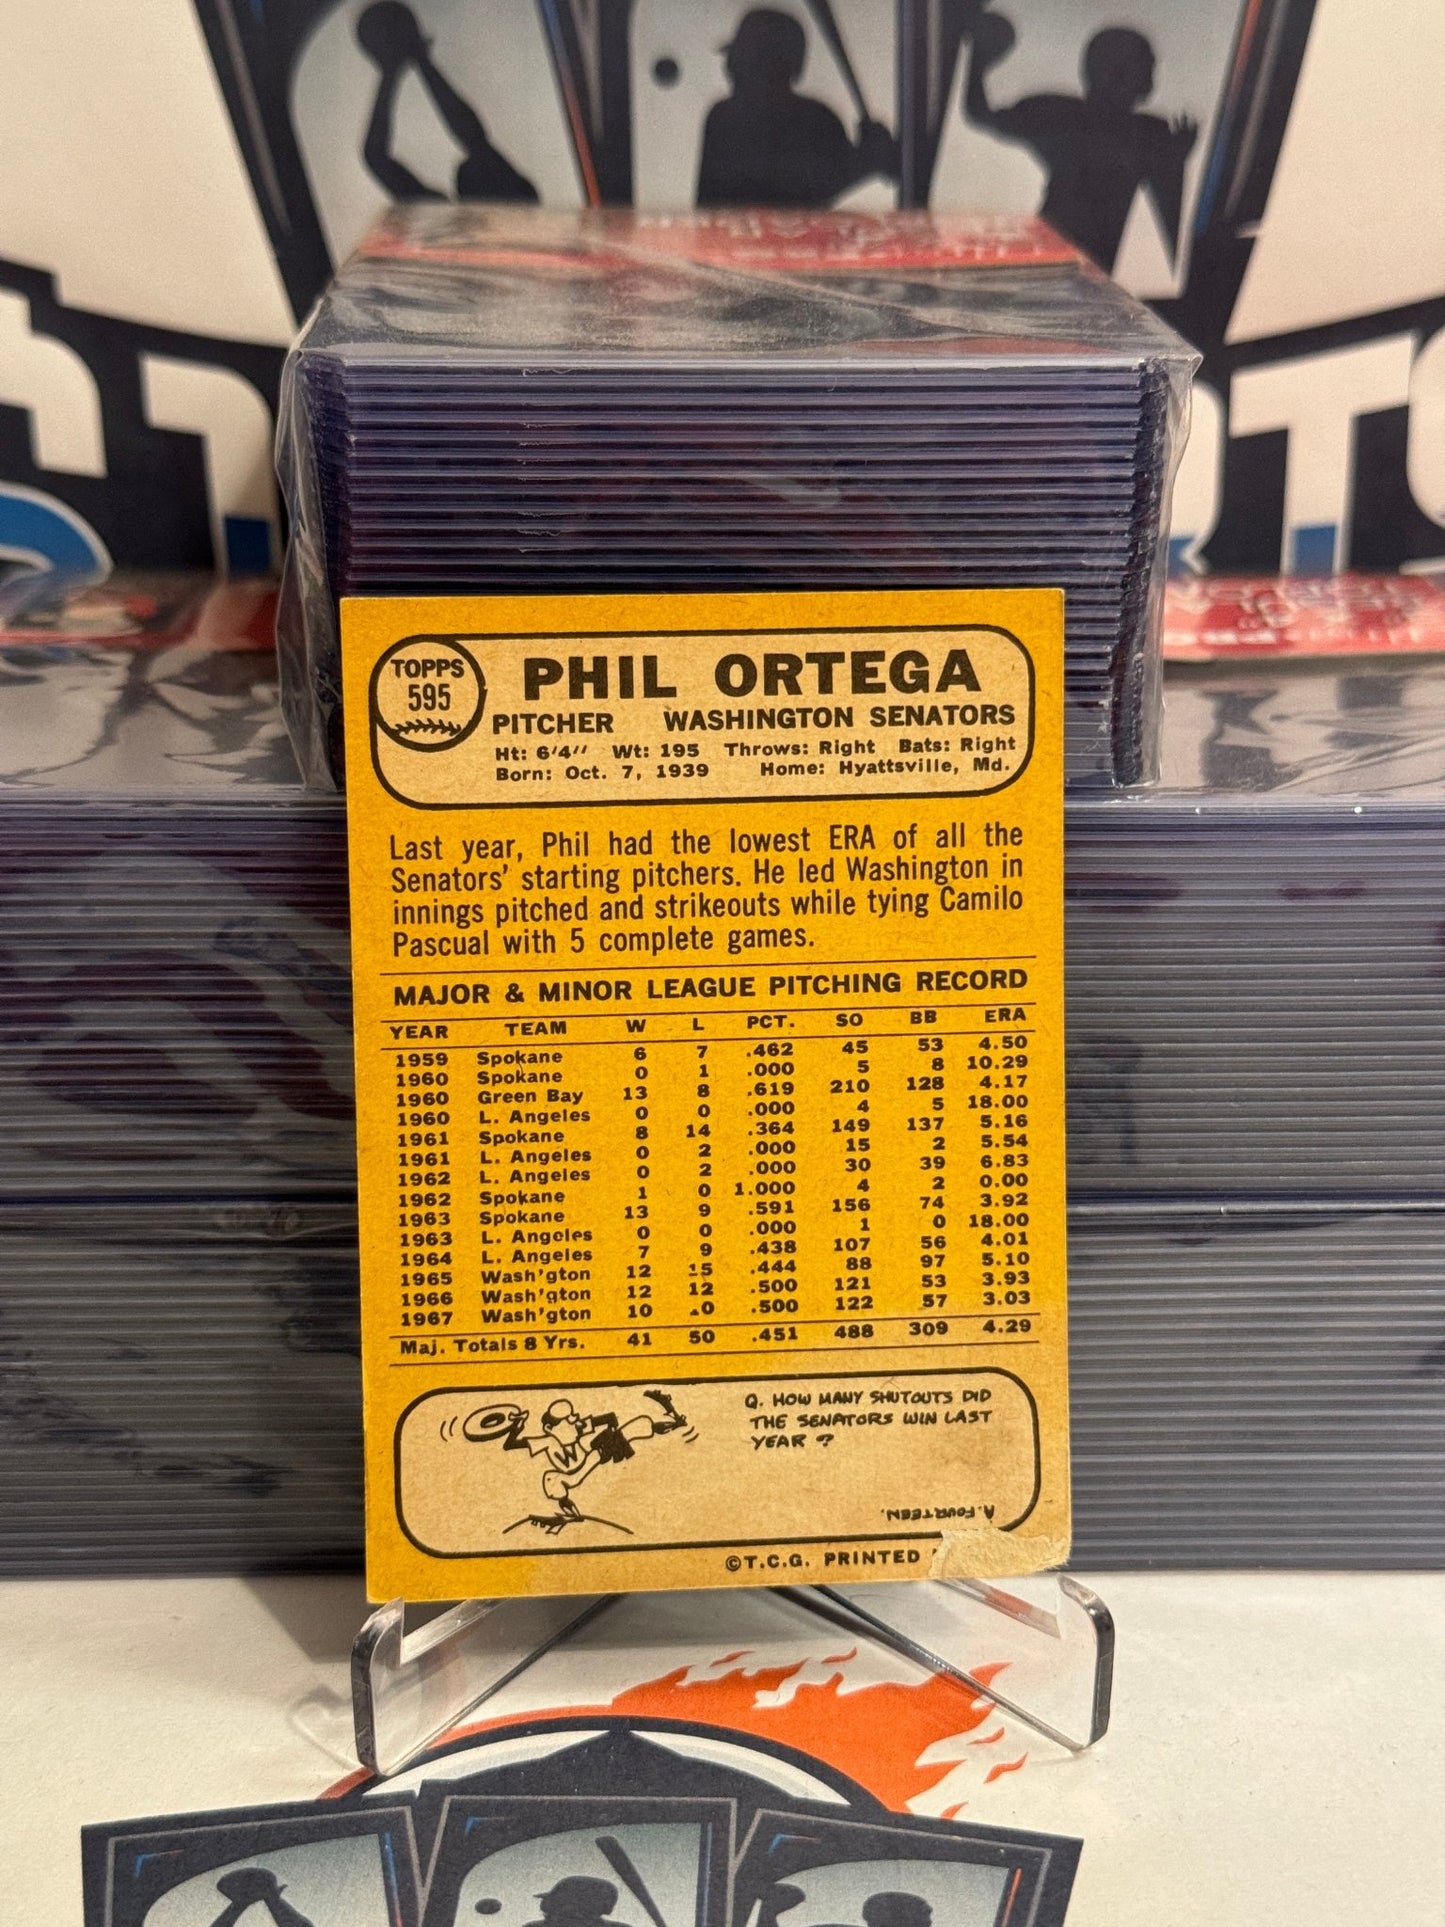 TOPPS
595
PHIL ORTEGA
PITCHER WASHINGTON SENATORS
Ht: 6'4" Wt: 195 Throws: Right Bats: Right
Born: Oct. 7, 1939 Home: Hyattsville, Md.
Last year, Phil had the lowest ERA of all the
Senators' starting pitchers. He led Washington in
innings pitched and strikeouts while tying Camilo
Pascual with 5 complete games.
MAJOR & MINOR LEAGUE PITCHING RECORD
YEAR TEAM W L PCT. SO BB ERA
1959 Spokane 6 7 .462 45 53 4.50
1960 Spokane 0 1 .000 5 8 10.29
1960 Green Bay 13 8 .619 210 128 4.17
1960 L. Angeles 0 0 .000 4 5 18.00
1961 Spokane 8 14 .364 149 137 5.16
1961 L. Angeles 0 2 .000 15 2 5.54
1962 L. Angeles 0 2 .000 30 39 6.83
1962 Spokane 1 0 1.000 4 2 0.00
1963 Spokane 13 9 .591 156 74 3.92
1963 L. Angeles 0 0 .000 1 0 18.00
1964 L. Angeles 7 9 .438 107 56 4.01
1965 Wash'gton 12 15 .444 88 97 5.10
1966 Wash'gton 12 12 .500 121 53 3.93
1967 Wash'gton 10 0 .500 122 57 3.03
Maj. Totals 8 Yrs. 41 50 .451 488 309 4.29
Q. HOW MANY SHUTOUTS DID
THE SENATORS WIN LAST
YEAR ?
W
A. FOURTEEN.
©T.C.G. PRINTED